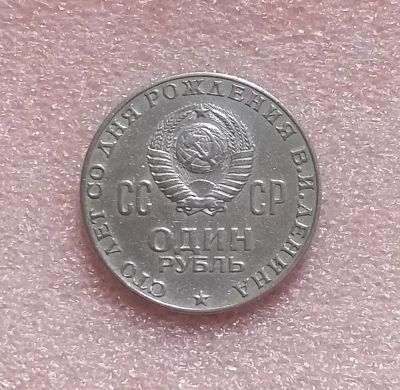 СТО ЛЕТ СО ДНЯ РОЖДЕНИЯ В.И.ЛЕНИНА
СС СР
ОДИН
РУБЛЬ